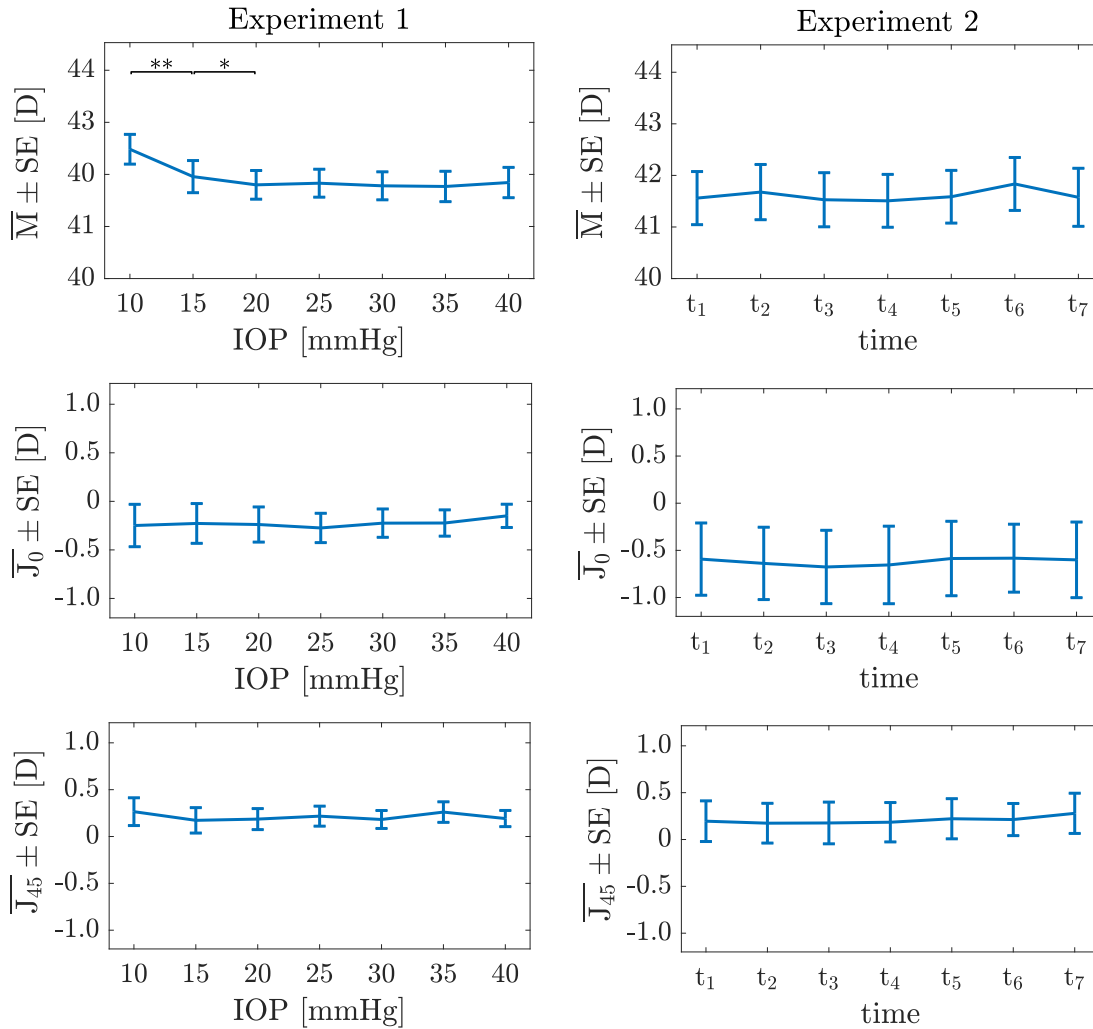 Experiment 1
** *
M̅ ± SE [D]
44
43
40
41
40
10 15 20 25 30 35 40
IOP [mmHg]
Experiment 2
M̅ ± SE [D]
44
43
42
41
40
t₁ t₂ t₃ t₄ t₅ t₆ t₇
time
J̅₀ ± SE [D]
1.0
0.5
0
-0.5
-1.0
10 15 20 25 30 35 40
IOP [mmHg]
J̅₀ ± SE [D]
1.0
0.5
0
-0.5
-1.0
t₁ t₂ t₃ t₄ t₅ t₆ t₇
time
J̅₄₅ ± SE [D]
1.0
0.5
0
-0.5
-1.0
10 15 20 25 30 35 40
IOP [mmHg]
J̅₄₅ ± SE [D]
1.0
0.5
0
-0.5
-1.0
t₁ t₂ t₃ t₄ t₅ t₆ t₇
time